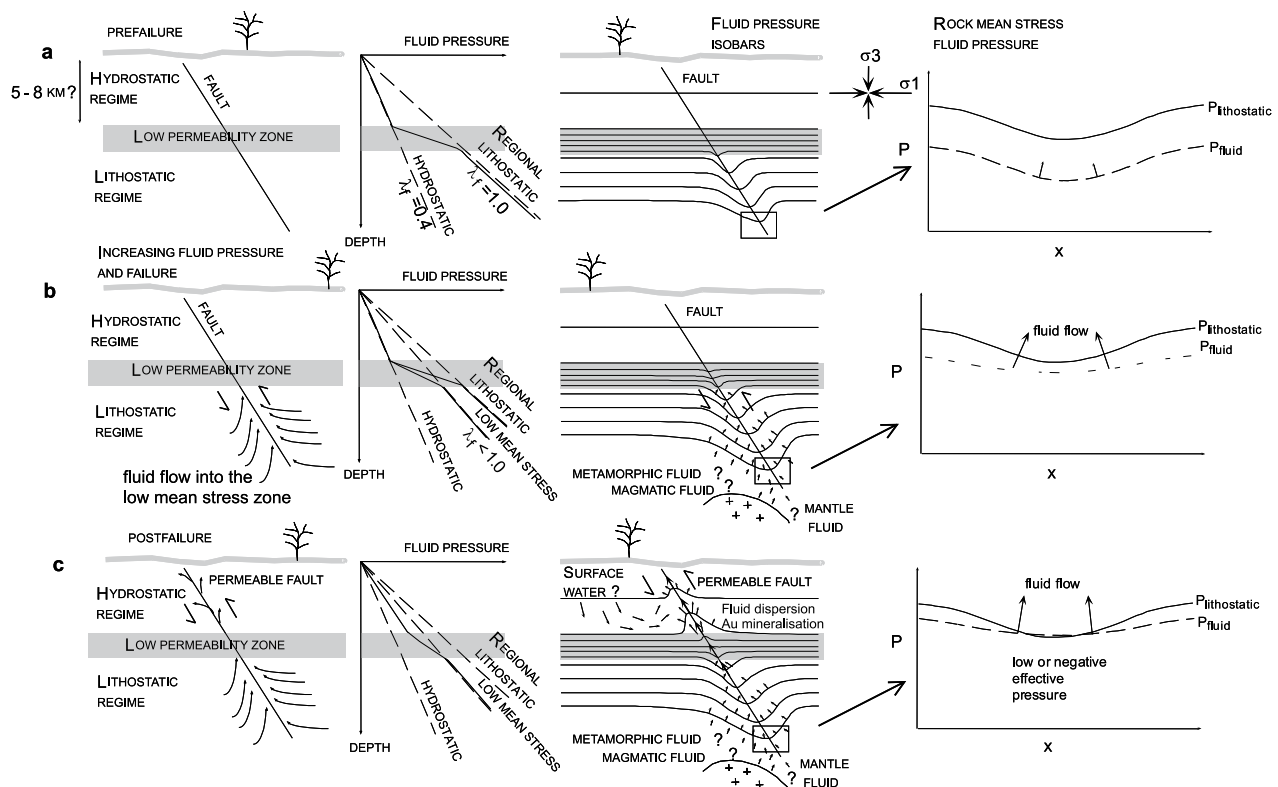 a
PREFAILURE
5 - 8 KM ?
HYDROSTATIC
REGIME
FAULT
LOW PERMEABILITY ZONE
LITHOSTATIC
REGIME
FLUID PRESSURE
REGIONAL
LITHOSTATIC
λf =1.0
HYDROSTATIC
λf =0.4
DEPTH
FLUID PRESSURE
ISOBARS
FAULT
σ3
σ1
ROCK MEAN STRESS
FLUID PRESSURE
P
Plithostatic
Pfluid
x
b
INCREASING FLUID PRESSURE
AND FAILURE
HYDROSTATIC
REGIME
FAULT
LOW PERMEABILITY ZONE
LITHOSTATIC
REGIME
fluid flow into the
low mean stress zone
FLUID PRESSURE
REGIONAL
LITHOSTATIC
LOW MEAN STRESS
λf < 1.0
HYDROSTATIC
DEPTH
FAULT
METAMORPHIC FLUID
?
MAGMATIC FLUID
?
+ + + + +
? MANTLE
FLUID
fluid flow
P
Plithostatic
Pfluid
x
c
POSTFAILURE
PERMEABLE FAULT
HYDROSTATIC
REGIME
LOW PERMEABILITY ZONE
LITHOSTATIC
REGIME
FLUID PRESSURE
REGIONAL
LITHOSTATIC
LOW MEAN STRESS
HYDROSTATIC
DEPTH
SURFACE
WATER ?
PERMEABLE FAULT
Fluid dispersion
Au mineralisation
METAMORPHIC FLUID
?
MAGMATIC FLUID
?
+ + + + +
? MANTLE
FLUID
fluid flow
P
Plithostatic
Pfluid
low or negative
effective
pressure
x